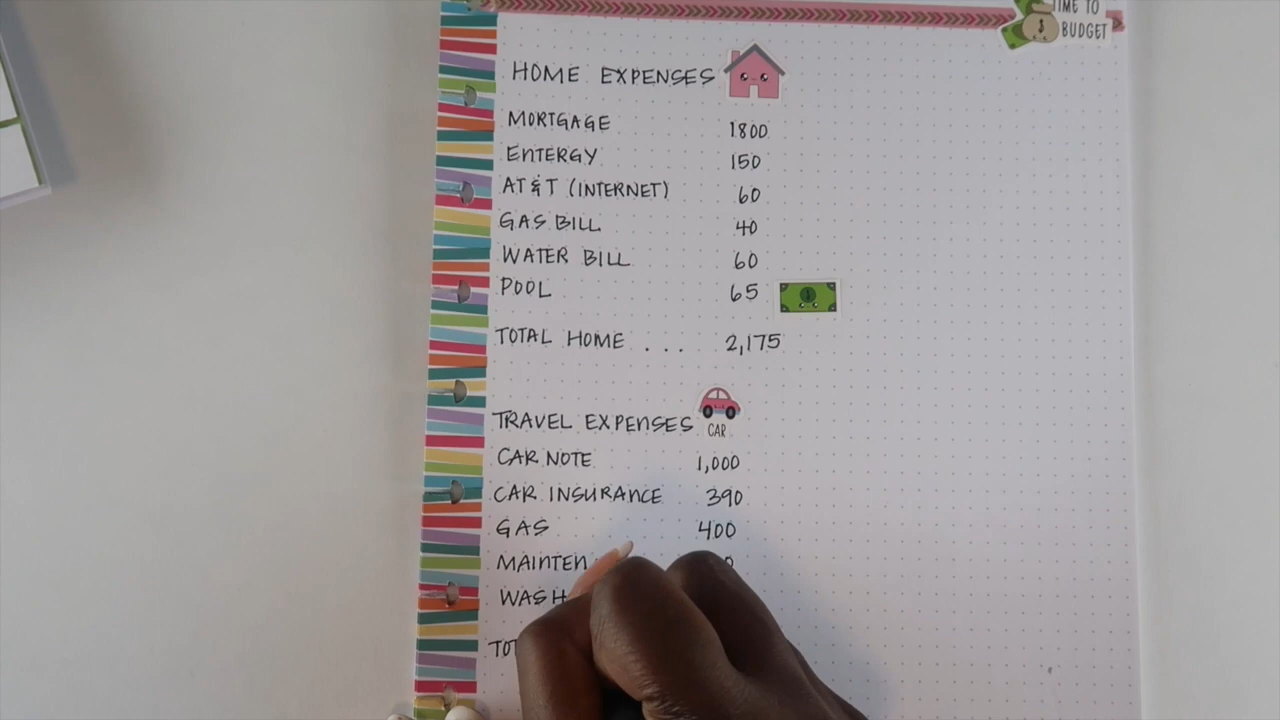 TIME TO
BUDGET
HOME EXPENSES
MORTGAGE 1800
ENTERGY 150
AT&T (INTERNET) 60
GAS BILL 40
WATER BILL 60
POOL 65
TOTAL HOME . . . 2,175
TRAVEL EXPENSES
CAR
CAR NOTE 1,000
CAR INSURANCE 390
GAS 400
WASH